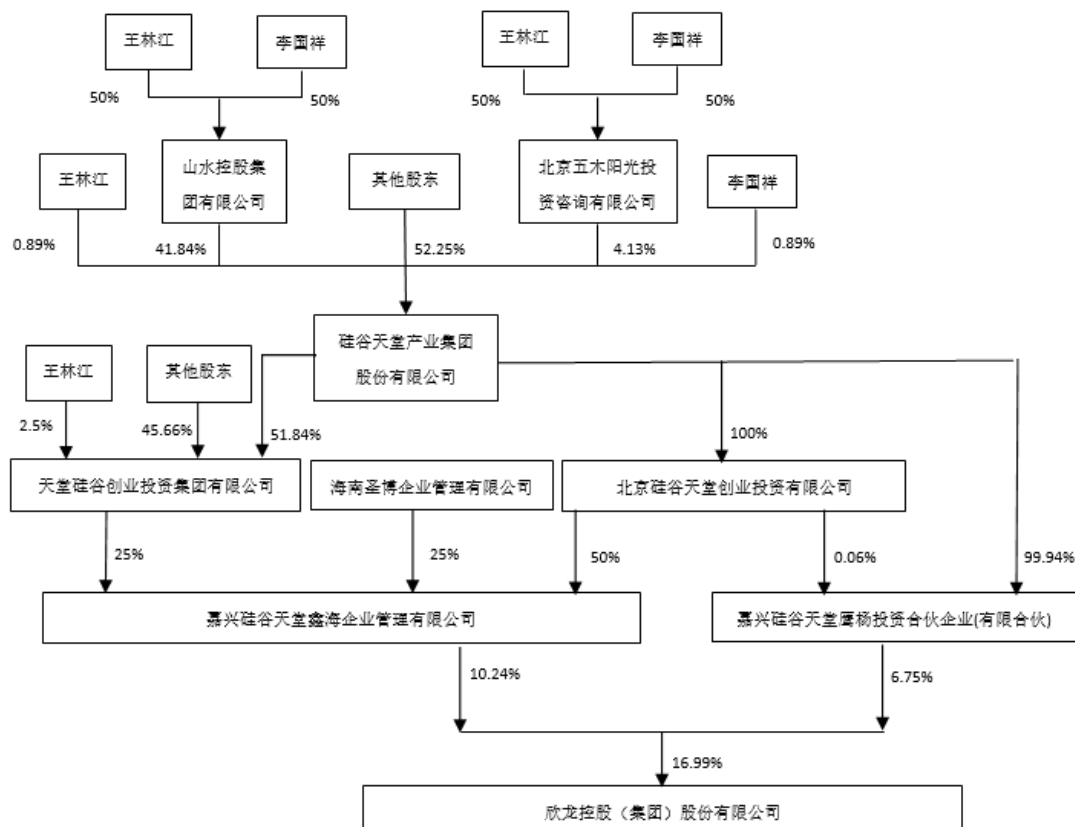 王林江
李国祥
王林江
李国祥
50%
50%
50%
50%
王林江
山水控股集
团有限公司
其他股东
北京五木阳光投
资咨询有限公司
李国祥
0.89%
41.84%
52.25%
4.13%
0.89%
硅谷天堂产业集团
股份有限公司
王林江
其他股东
2.5%
45.66%
51.84%
100%
天堂硅谷创业投资集团有限公司
海南圣博企业管理有限公司
北京硅谷天堂创业投资有限公司
25%
25%
50%
0.06%
99.94%
嘉兴硅谷天堂鑫海企业管理有限公司
嘉兴硅谷天堂鹰杨投资合伙企业(有限合伙)
10.24%
6.75%
16.99%
欣龙控股（集团）股份有限公司